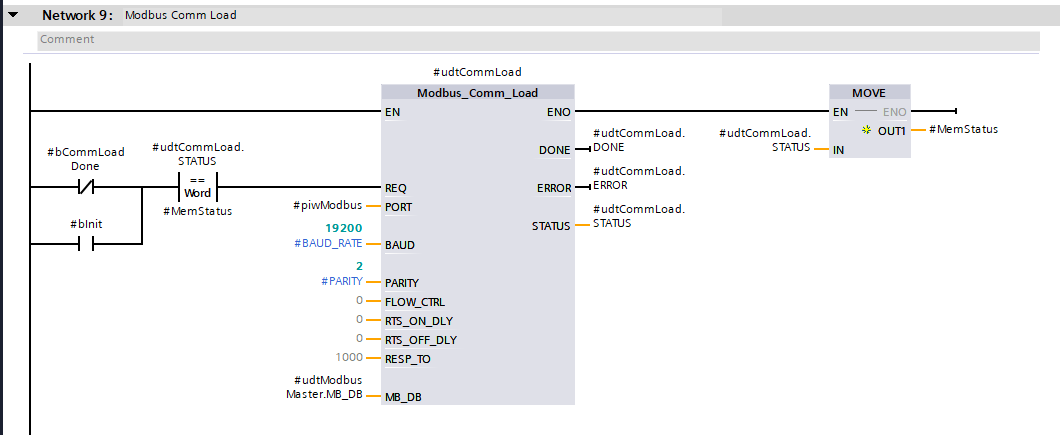 Network 9: Modbus Comm Load
Comment
#udtCommLoad
Modbus_Comm_Load
MOVE
EN
ENO
EN
ENO
OUT1
#MemStatus
DONE
#udtCommLoad.
DONE
#udtCommLoad.
STATUS
IN
#bCommLoad
Done
#udtCommLoad.
STATUS
==
Word
#MemStatus
REQ
ERROR
#udtCommLoad.
ERROR
#piwModbus
PORT
#bInit
STATUS
#udtCommLoad.
STATUS
19200
#BAUD_RATE
BAUD
2
#PARITY
PARITY
0
FLOW_CTRL
0
RTS_ON_DLY
0
RTS_OFF_DLY
1000
RESP_TO
#udtModbus
Master.MB_DB
MB_DB